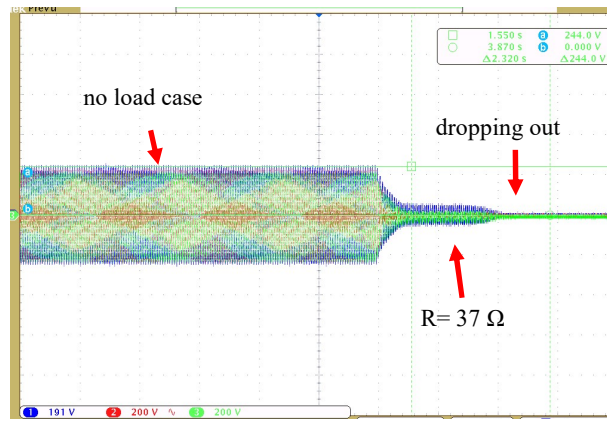 PreVu
1.550 s a 244.0 V
3.870 s b 0.000 V
Δ2.320 s Δ244.0 V
no load case
dropping out
a
b
R= 37 Ω
1 191 V 2 200 V ∿ 3 200 V